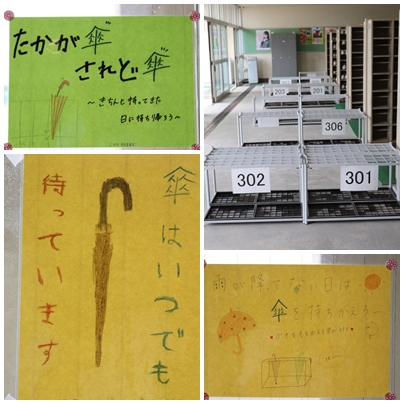 たかが傘
されど傘
～きちんと持ってきた
日に持ち帰ろう～
203
201
306
302
301
傘はいつでも
待っています
雨が降ってない日は
傘を持ちかえろ～